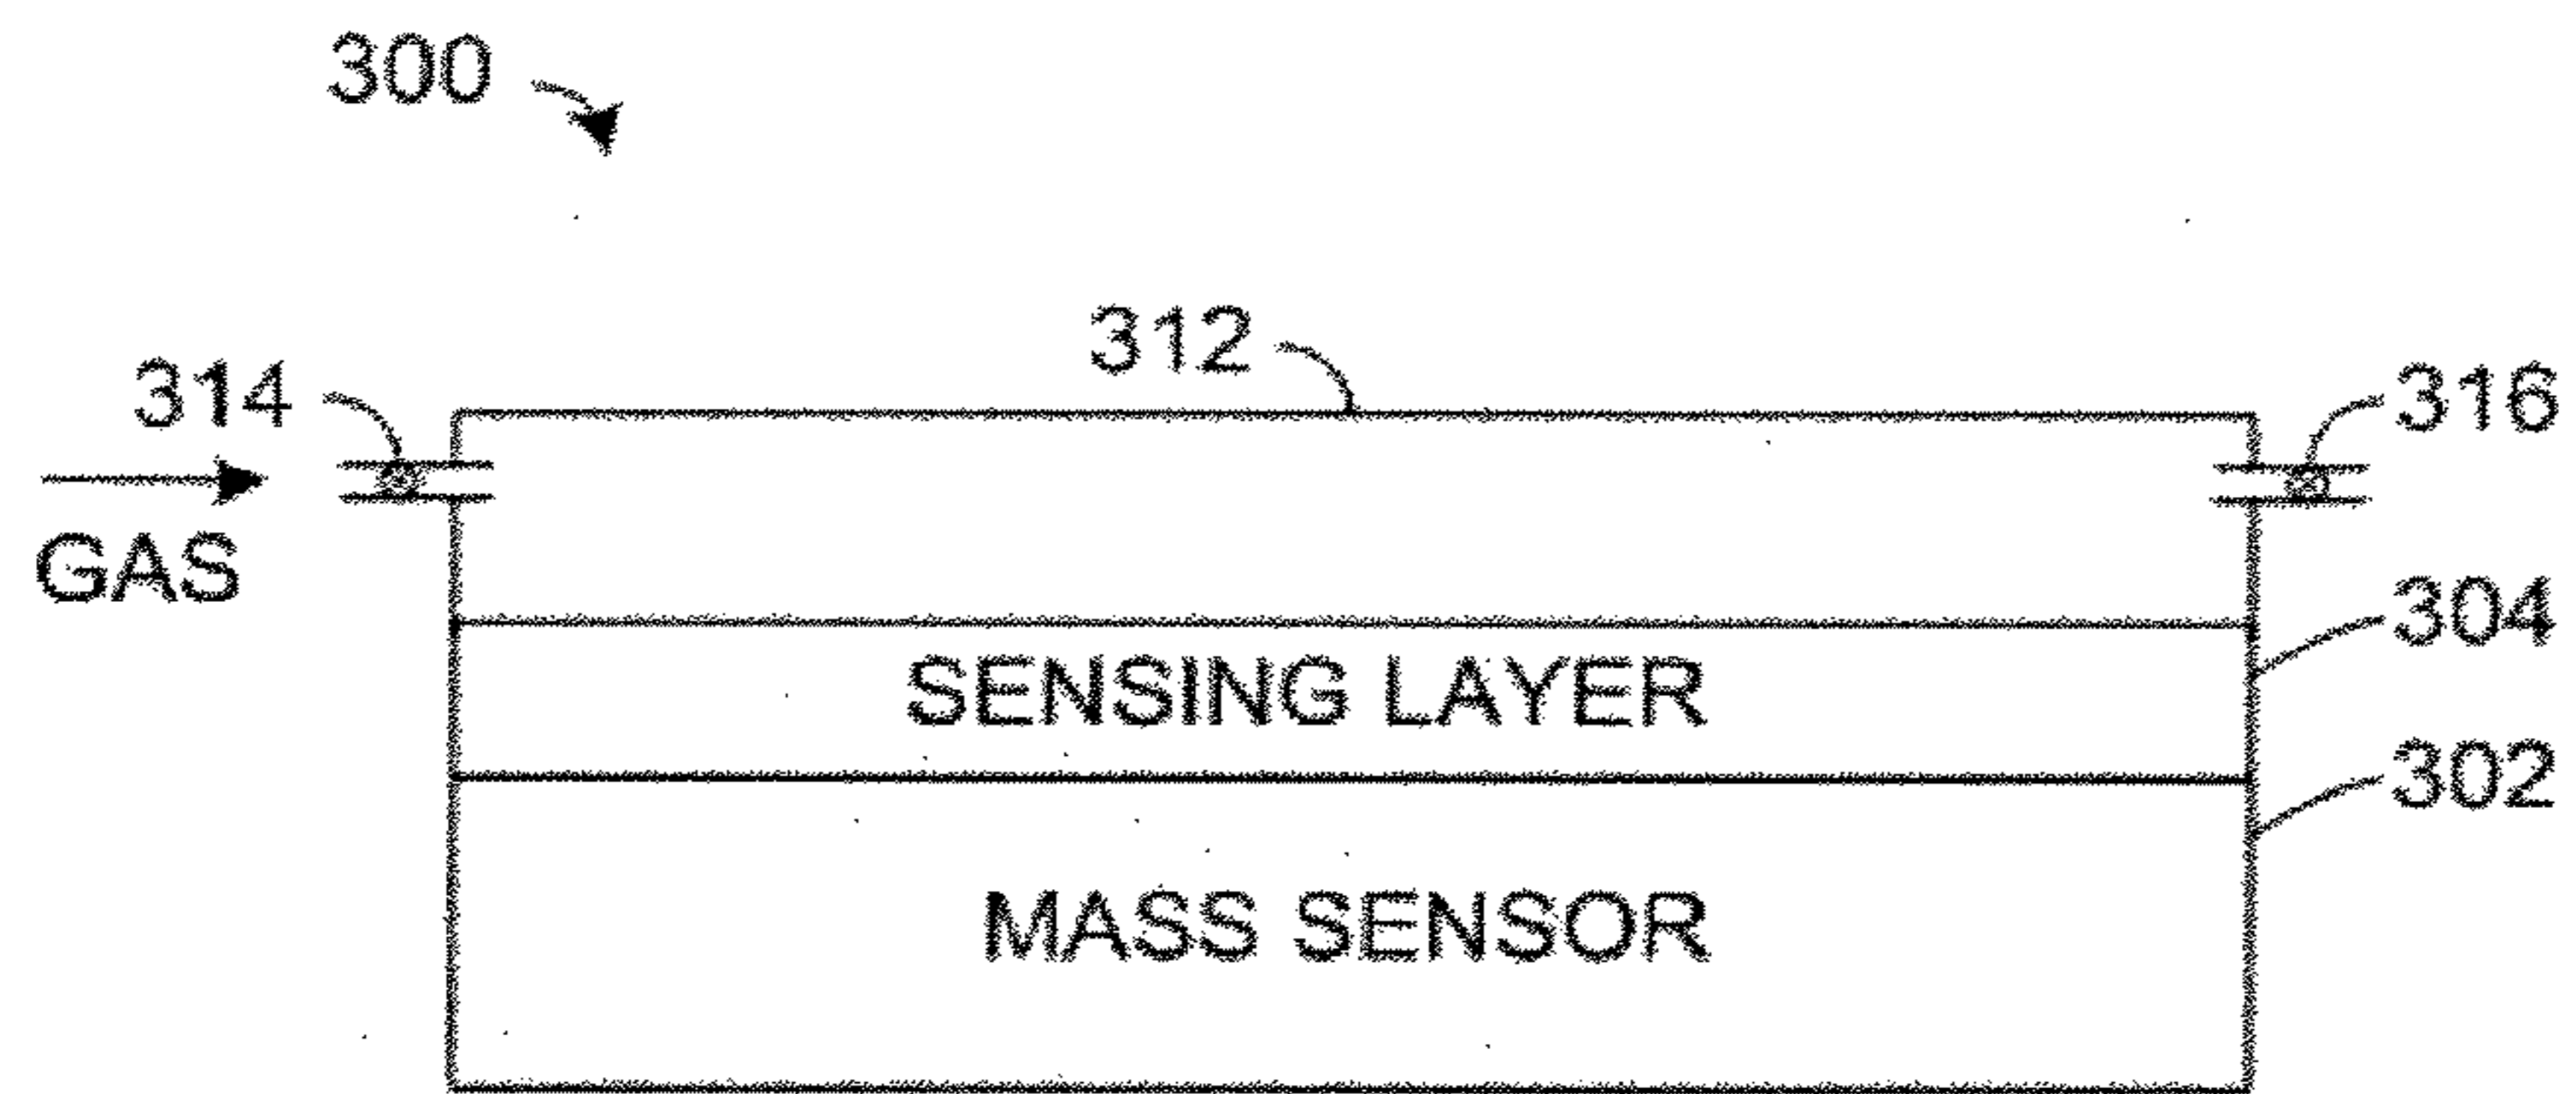 300
312
314
316
GAS
304
SENSING LAYER
302
MASS SENSOR